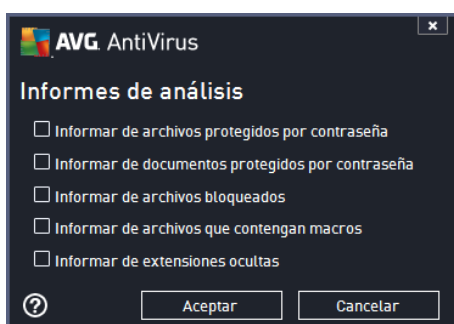 AVG. AntiVirus
Informes de análisis
Informar de archivos protegidos por contraseña
Informar de documentos protegidos por contraseña
Informar de archivos bloqueados
Informar de archivos que contengan macros
Informar de extensiones ocultas
Aceptar Cancelar